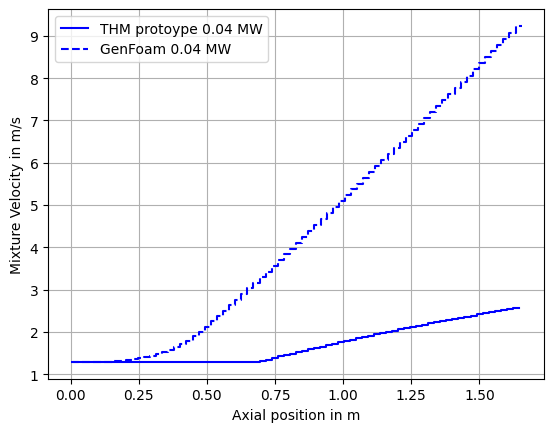 THM protoype 0.04 MW
GenFoam 0.04 MW
Mixture Velocity in m/s
9
8
7
6
5
4
3
2
1
0.00 0.25 0.50 0.75 1.00 1.25 1.50
Axial position in m